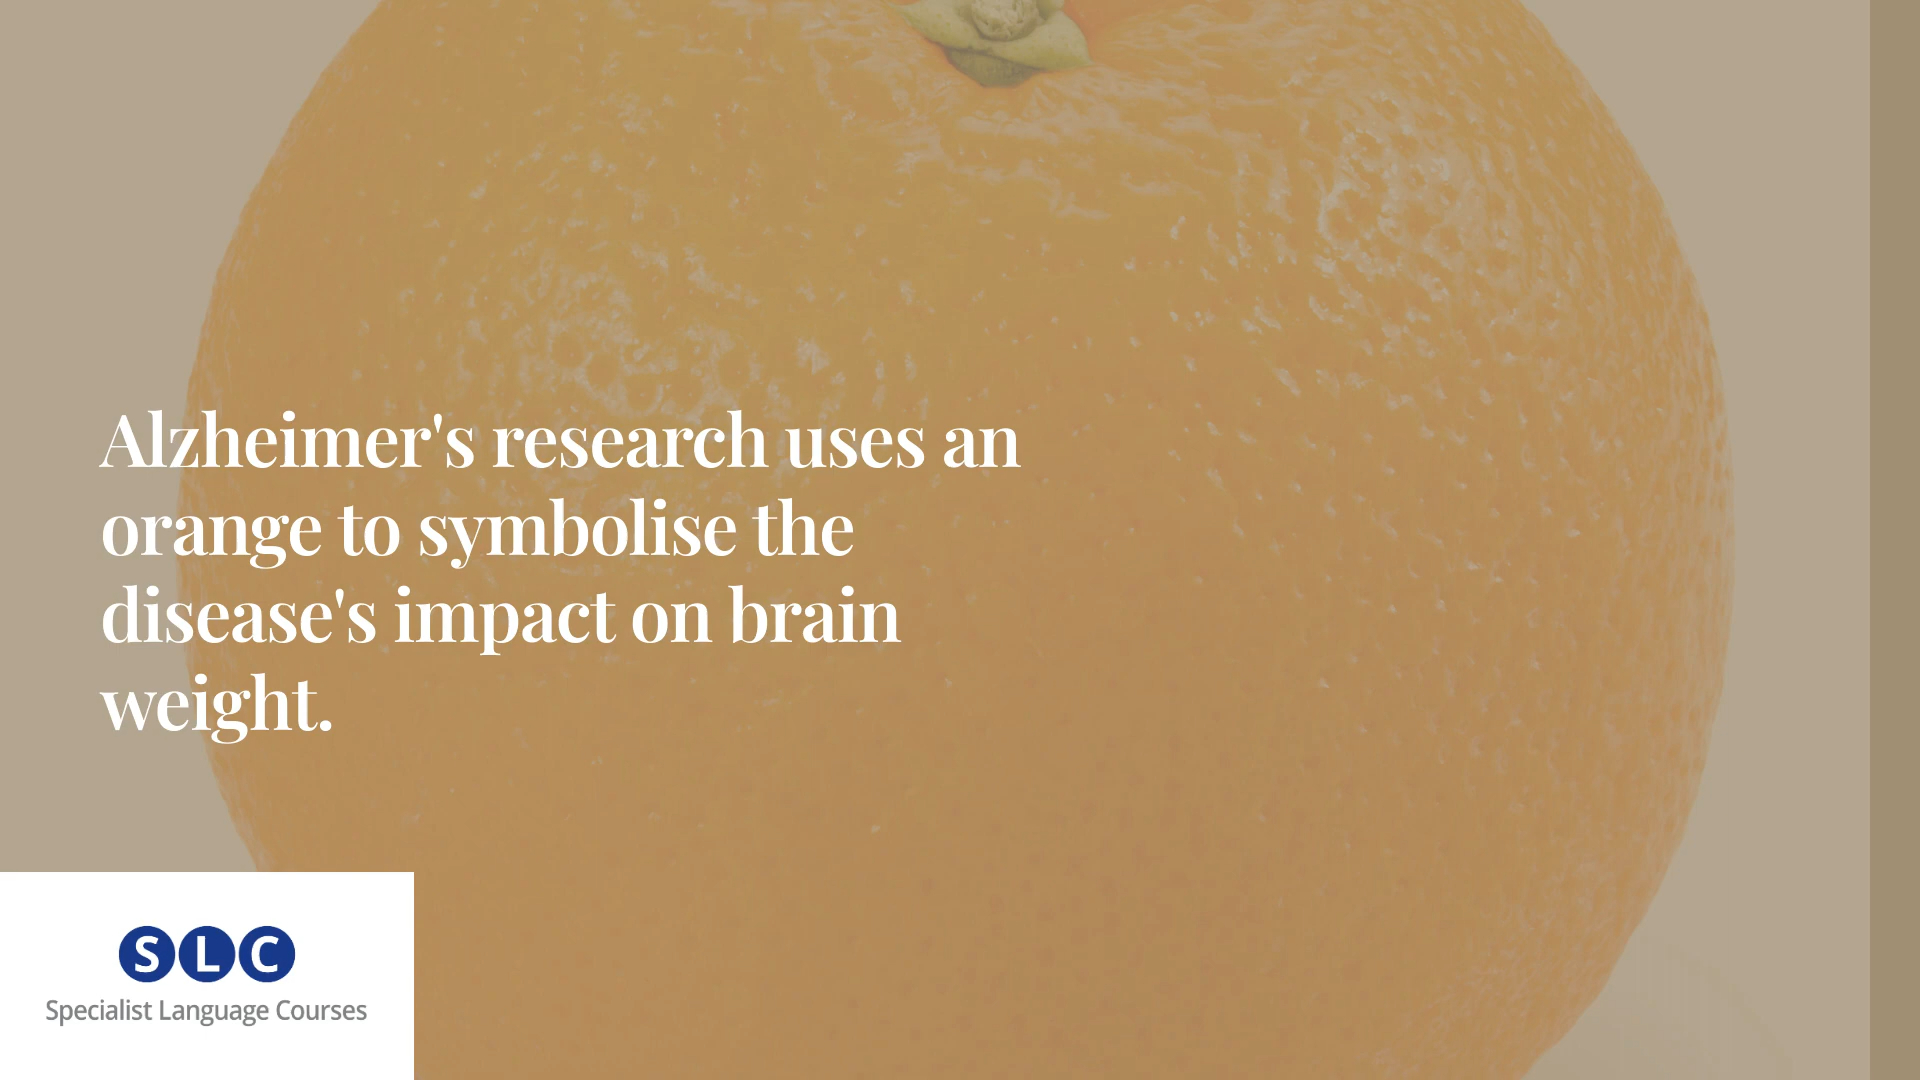 Alzheimer's research uses an
orange to symbolise the
disease's impact on brain
weight.
SLC
Specialist Language Courses